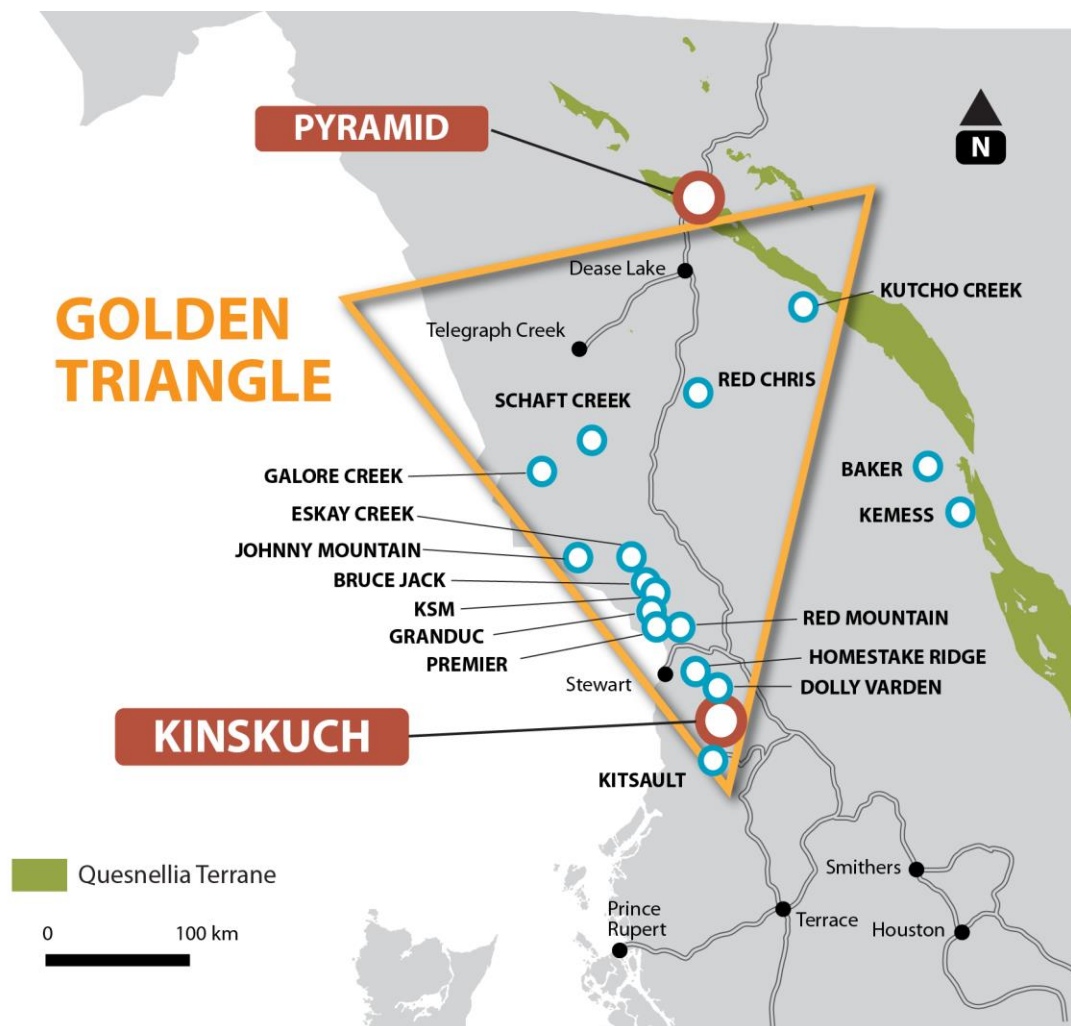 PYRAMID
N
Dease Lake
KUTCHO CREEK
GOLDEN
TRIANGLE
Telegraph Creek
RED CHRIS
SCHAFT CREEK
GALORE CREEK
BAKER
ESKAY CREEK
KEMESS
JOHNNY MOUNTAIN
BRUCE JACK
KSM
GRANDUC
RED MOUNTAIN
PREMIER
HOMESTAKE RIDGE
Stewart
DOLLY VARDEN
KINSKUCH
KITSAULT
Smithers
Quesnellia Terrane
Prince
Rupert
Terrace
Houston
0 100 km